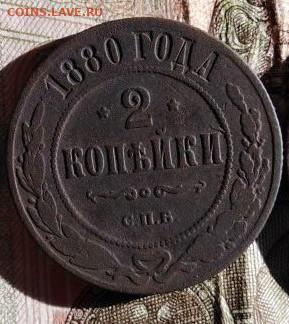 COINS.LAVE.RU
1880 ГОДА
2
КОПѢЙКИ
С.П.Б.